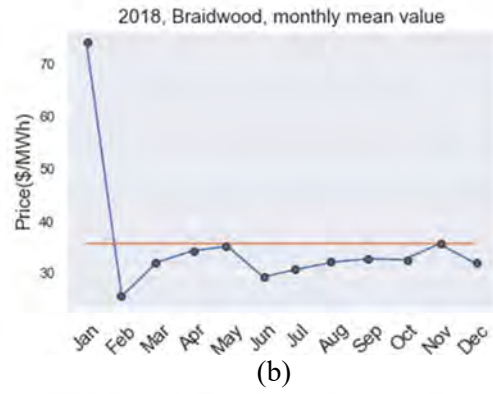 2018, Braidwood, monthly mean value
Price($/MWh)
70
60
50
40
30
Jan Feb Mar Apr May Jun Jul Aug Sep Oct Nov Dec
(b)